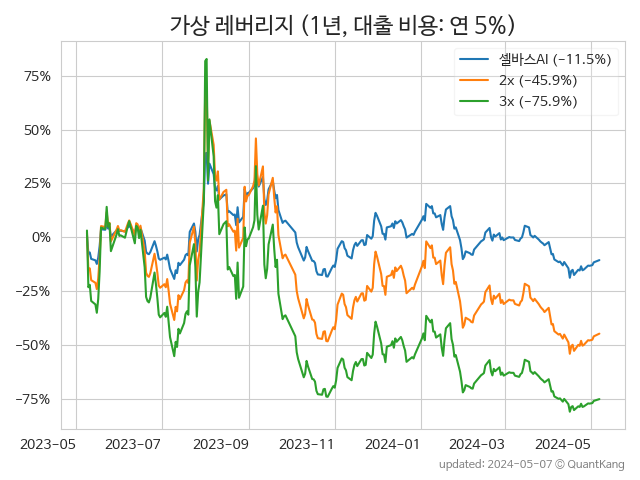 가상 레버리지 (1년, 대출 비용: 연 5%)
셀바스AI (-11.5%)
2x (-45.9%)
3x (-75.9%)
75%
50%
25%
0%
−25%
−50%
−75%
2023-05
2023-07
2023-09
2023-11
2024-01
2024-03
2024-05
updated: 2024-05-07 © QuantKang